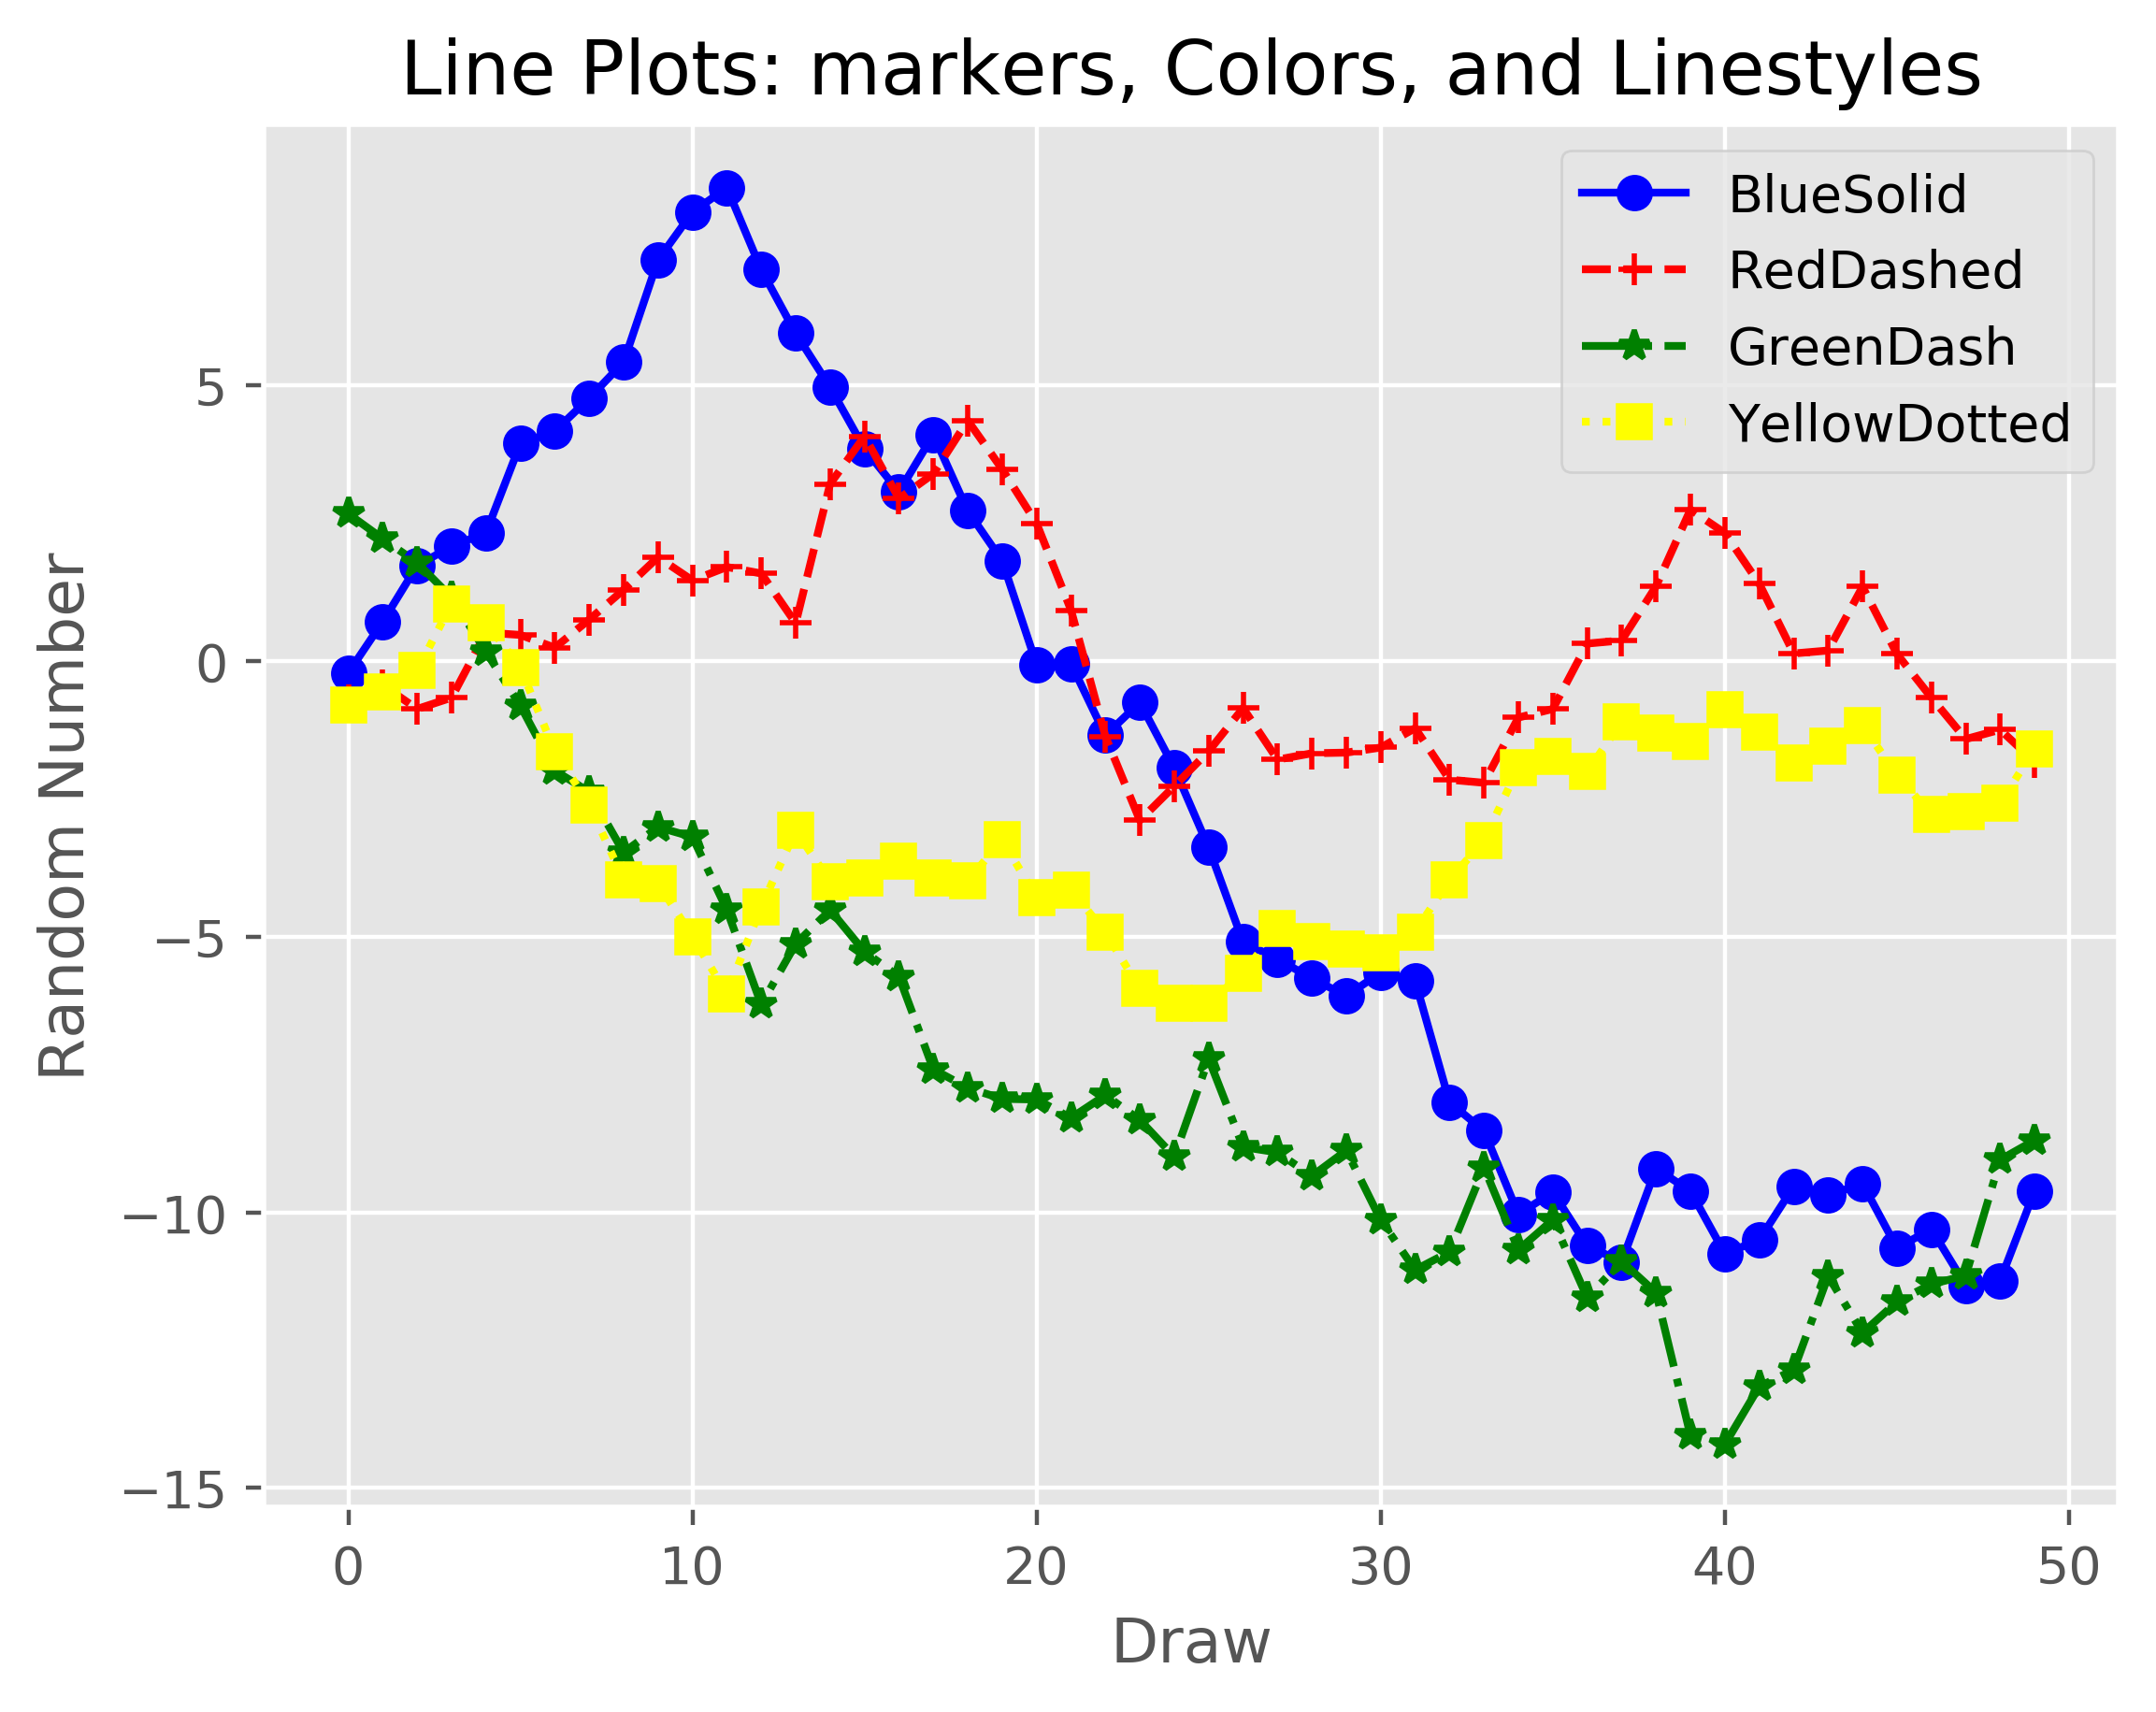 Line Plots: markers, Colors, and Linestyles
BlueSolid
RedDashed
GreenDash
YellowDotted
Random Number
5
0
−5
−10
−15
0 10 20 30 40 50
Draw